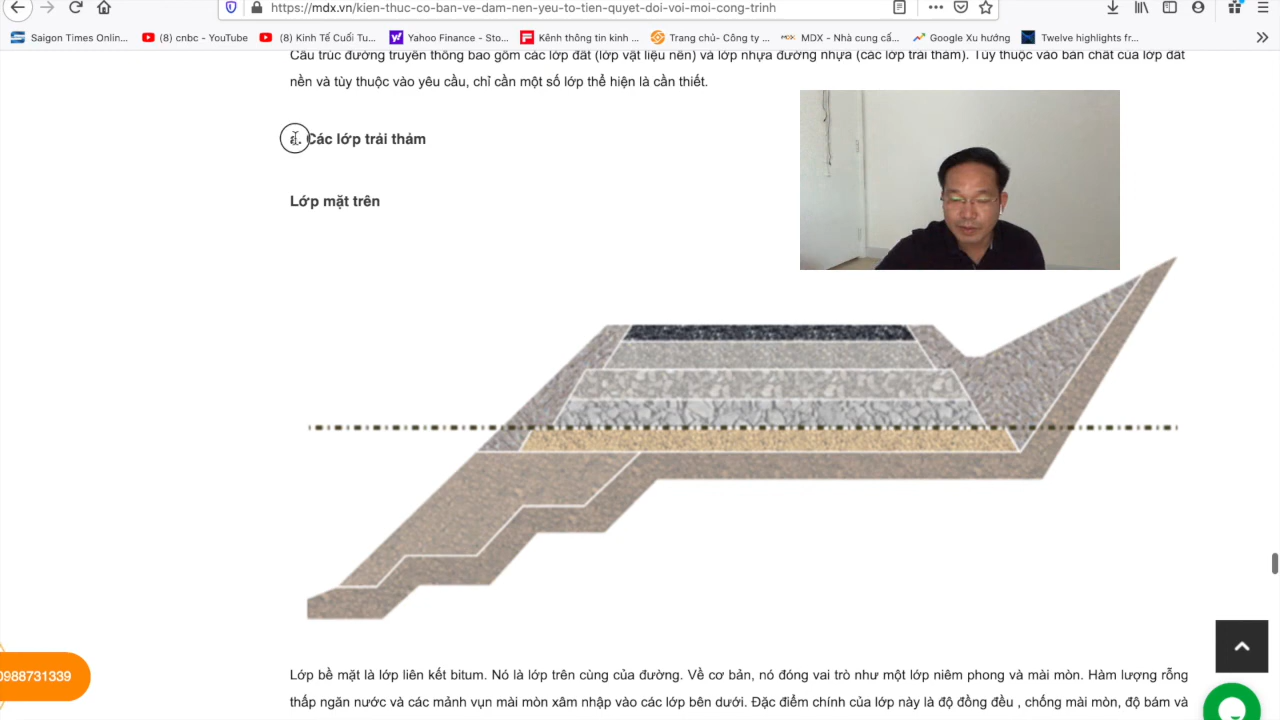 https://mdx.vn/kien-thuc-co-ban-ve-dam-nen-yeu-to-tien-quyet-doi-voi-moi-cong-trinh
Saigon Times Onlin... (8) cnbc - YouTube (8) Kinh Tế Cuối Tu... Yahoo Finance - Sto... Kênh thông tin kinh ... Trang chủ- Công ty ... MDX - Nhà cung cấ... Google Xu hướng Twelve highlights fr...
Cấu trúc đường truyền thống bao gồm các lớp đất (lớp vật liệu nền) và lớp nhựa đường nhựa (các lớp trải thảm). Tùy thuộc vào bản chất của lớp đất
nền và tùy thuộc vào yêu cầu, chỉ cần một số lớp thể hiện là cần thiết.
a. Các lớp trải thảm
Lớp mặt trên
0988731339
Lớp bề mặt là lớp liên kết bitum. Nó là lớp trên cùng của đường. Về cơ bản, nó đóng vai trò như một lớp niêm phong và mài mòn. Hàm lượng rỗng
thấp ngăn nước và các mảnh vụn mài mòn xâm nhập vào các lớp bên dưới. Đặc điểm chính của lớp này là độ đồng đều , chống mài mòn, độ bám và